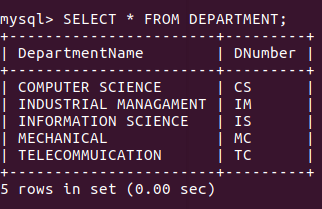 mysql> SELECT * FROM DEPARTMENT;
+-----------------------+---------+
| DepartmentName        | DNumber |
+-----------------------+---------+
| COMPUTER SCIENCE      | CS      |
| INDUSTRIAL MANAGAMENT | IM      |
| INFORMATION SCIENCE   | IS      |
| MECHANICAL            | MC      |
| TELECOMMUICATION      | TC      |
+-----------------------+---------+
5 rows in set (0.00 sec)